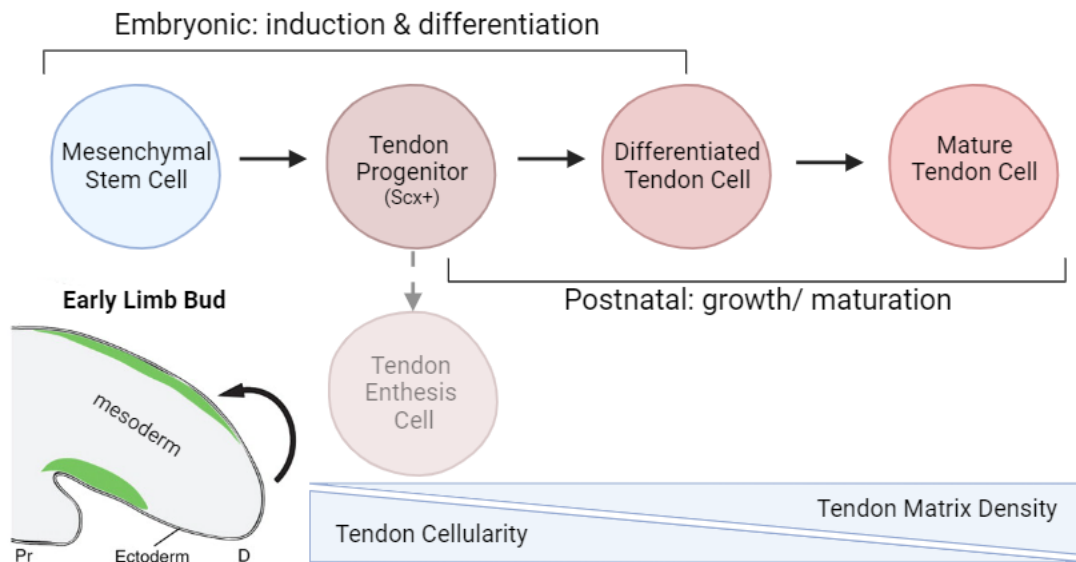 Embryonic: induction & differentiation
Mesenchymal
Stem Cell
Tendon
Progenitor
(Scx+)
Differentiated
Tendon Cell
Mature
Tendon Cell
Postnatal: growth/ maturation
Tendon
Enthesis
Cell
Early Limb Bud
mesoderm
Pr
Ectoderm
D
Tendon Cellularity
Tendon Matrix Density